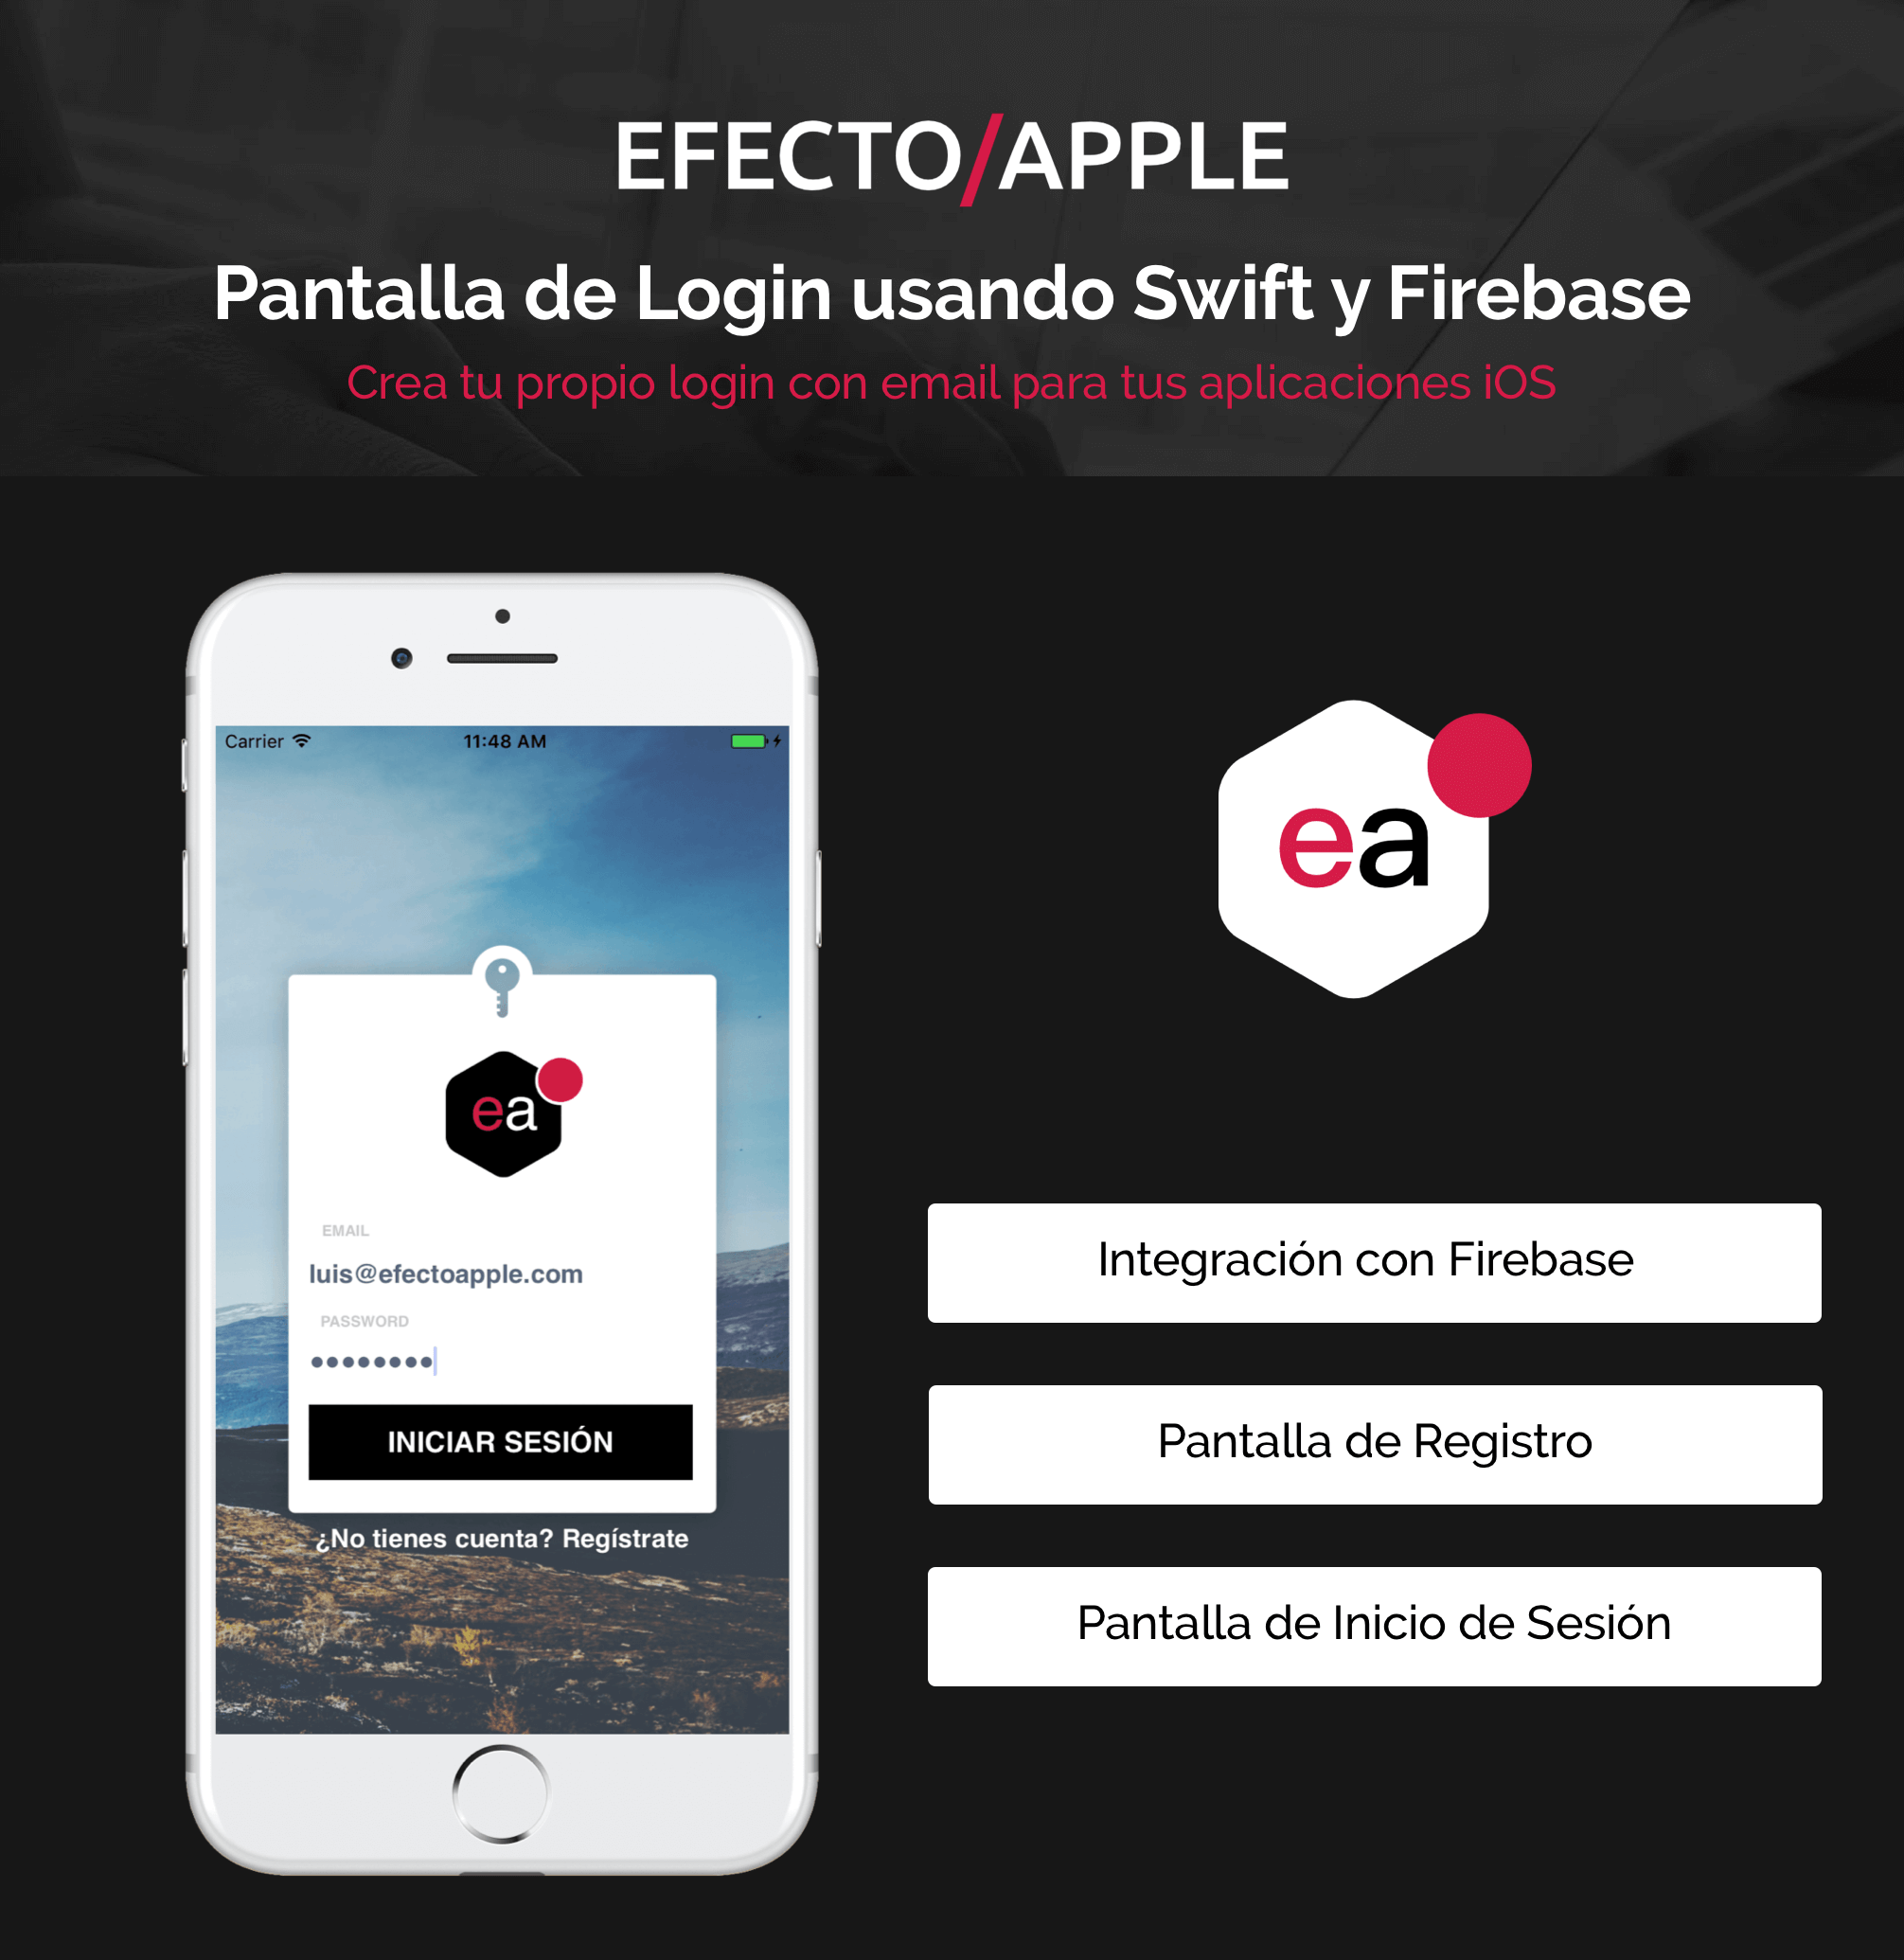 EFECTO/APPLE
Pantalla de Login usando Swift y Firebase
Crea tu propio login con email para tus aplicaciones iOS
Carrier 11:48 AM
ea
ea
EMAIL
luis@efectoapple.com
PASSWORD
••••••••
INICIAR SESIÓN
¿No tienes cuenta? Regístrate
Integración con Firebase
Pantalla de Registro
Pantalla de Inicio de Sesión